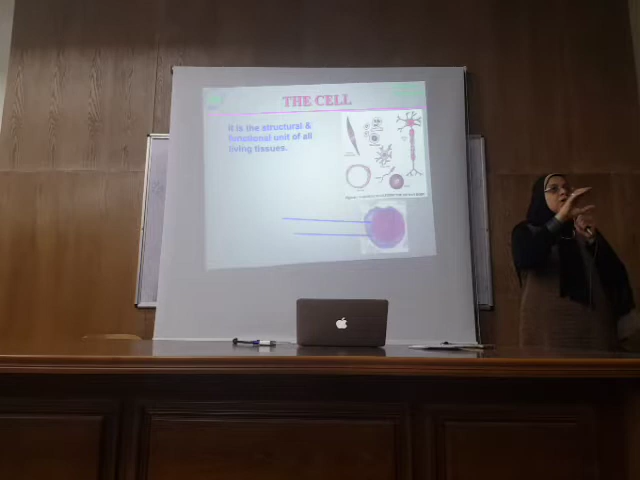 THE CELL
It is the structural &
functional unit of all
living tissues.